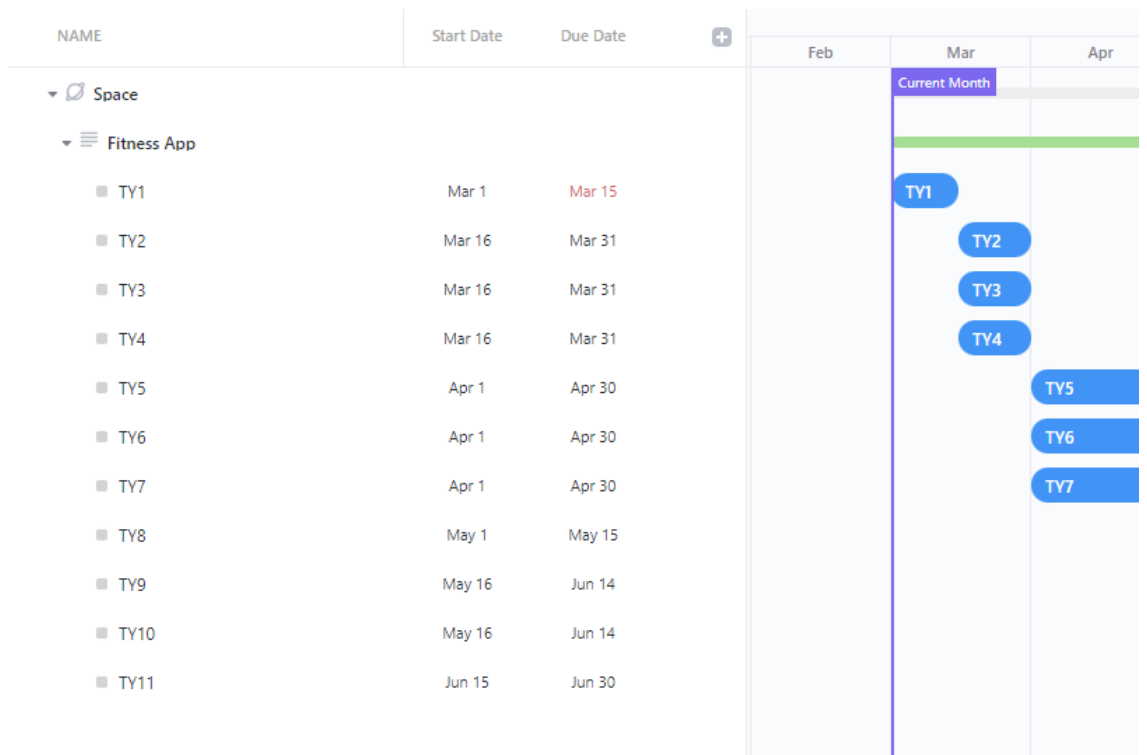 NAME Start Date Due Date
Feb Mar Apr
Current Month
Space
Fitness App
TY1 Mar 1 Mar 15 TY1
TY2 Mar 16 Mar 31 TY2
TY3 Mar 16 Mar 31 TY3
TY4 Mar 16 Mar 31 TY4
TY5 Apr 1 Apr 30 TY5
TY6 Apr 1 Apr 30 TY6
TY7 Apr 1 Apr 30 TY7
TY8 May 1 May 15
TY9 May 16 Jun 14
TY10 May 16 Jun 14
TY11 Jun 15 Jun 30